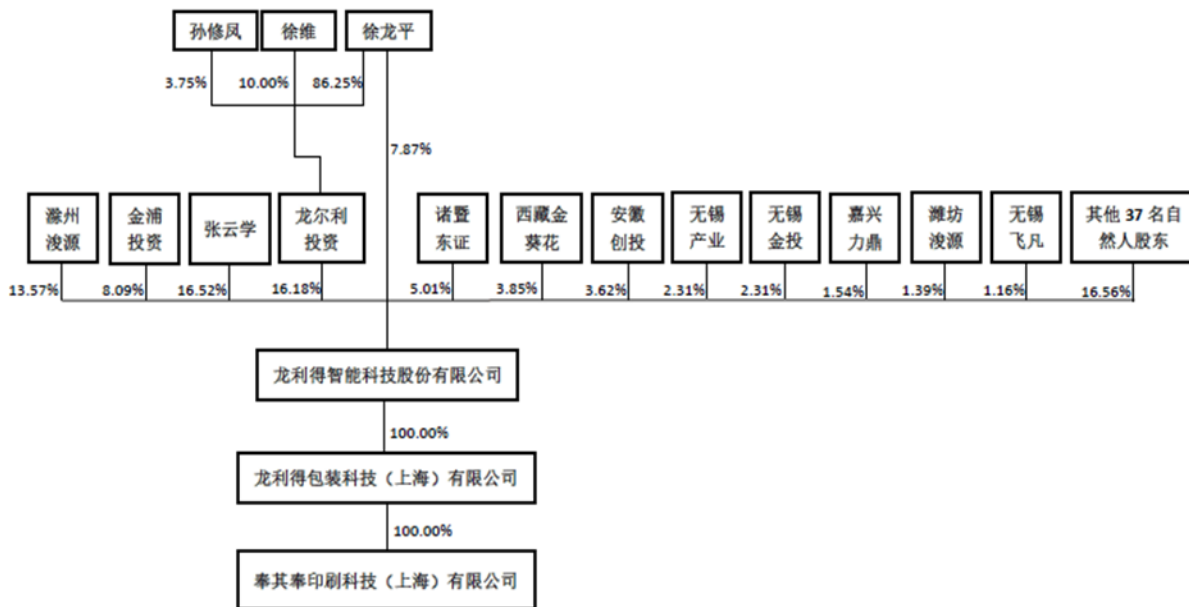 孙修凤
徐维
徐龙平
3.75%
10.00%
86.25%
7.87%
滁州
浚源
金浦
投资
张云学
龙尔利
投资
诸暨
东证
西藏金
葵花
安徽
创投
无锡
产业
无锡
金投
嘉兴
力鼎
潍坊
浚源
无锡
飞凡
其他 37 名自
然人股东
13.57%
8.09%
16.52%
16.18%
5.01%
3.85%
3.62%
2.31%
2.31%
1.54%
1.39%
1.16%
16.56%
龙利得智能科技股份有限公司
100.00%
龙利得包装科技（上海）有限公司
100.00%
奉其奉印刷科技（上海）有限公司